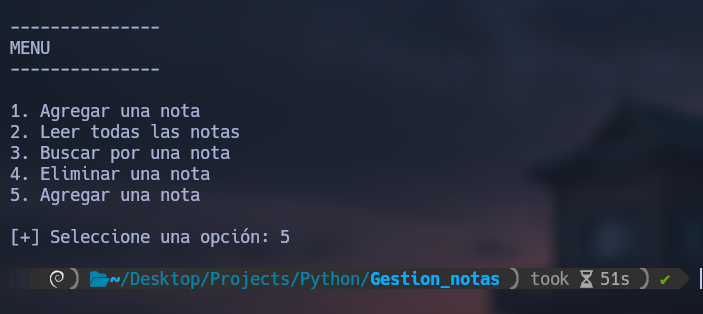 ---------------
MENU
---------------
1. Agregar una nota
2. Leer todas las notas
3. Buscar por una nota
4. Eliminar una nota
5. Agregar una nota
[+] Seleccione una opción: 5
~/Desktop/Projects/Python/Gestion_notas ) took 51s ) ✔